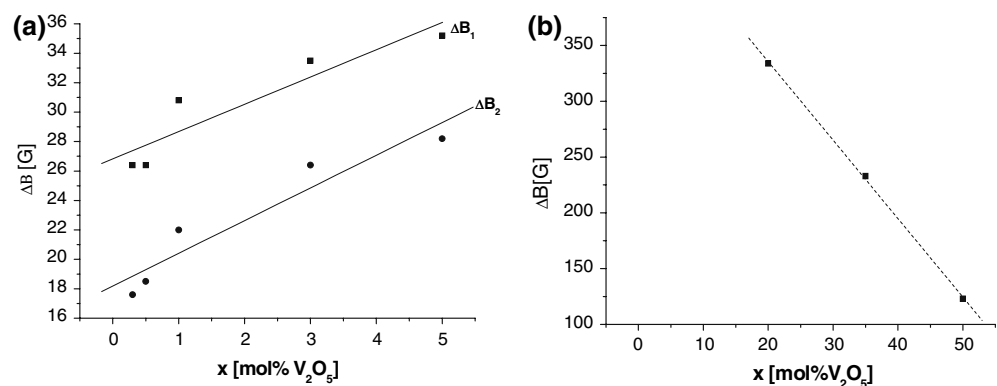 (a)
ΔB [G]
36
34
32
30
28
26
24
22
20
18
16
ΔB₁
ΔB₂
0 1 2 3 4 5
x [mol% V₂O₅]
(b)
ΔB[G]
350
300
250
200
150
100
0 10 20 30 40 50
x [mol%V₂O₅]